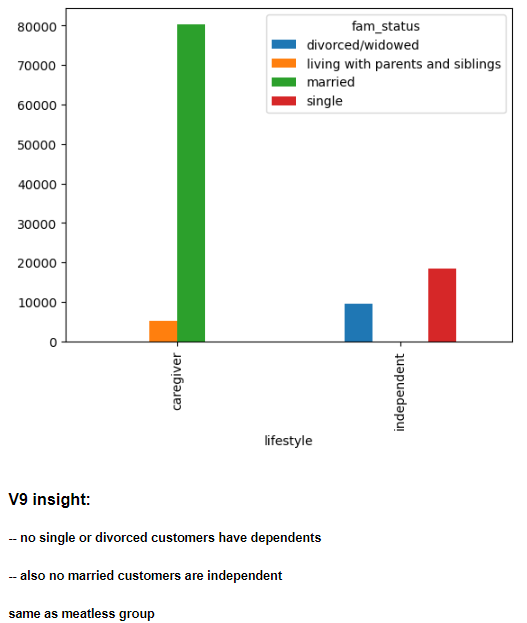 80000
70000
60000
50000
40000
30000
20000
10000
0
fam_status
divorced/widowed
living with parents and siblings
married
single
caregiver
independent
lifestyle
V9 insight:
-- no single or divorced customers have dependents
-- also no married customers are independent
same as meatless group